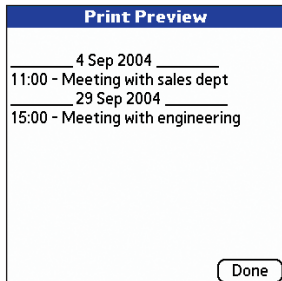 Print Preview
________ 4 Sep 2004 ________
11:00 - Meeting with sales dept
________ 29 Sep 2004 ________
15:00 - Meeting with engineering
Done